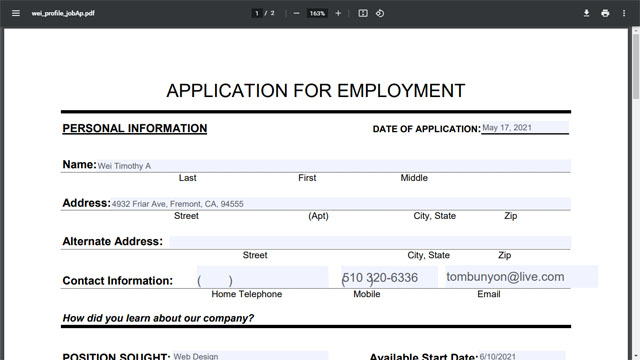 wei_profile_jobAp.pdf 1 / 2 163%
APPLICATION FOR EMPLOYMENT
PERSONAL INFORMATION DATE OF APPLICATION: May 17, 2021
Name: Wei Timothy A
Last First Middle
Address: 4932 Friar Ave, Fremont, CA, 94555
Street (Apt) City, State Zip
Alternate Address:
Street City, State Zip
Contact Information: ( ) ( ) 510 320-6336 tombunyon@live.com
Home Telephone Mobile Email
How did you learn about our company?
POSITION SOUGHT: Web Design Available Start Date: 6/10/2021